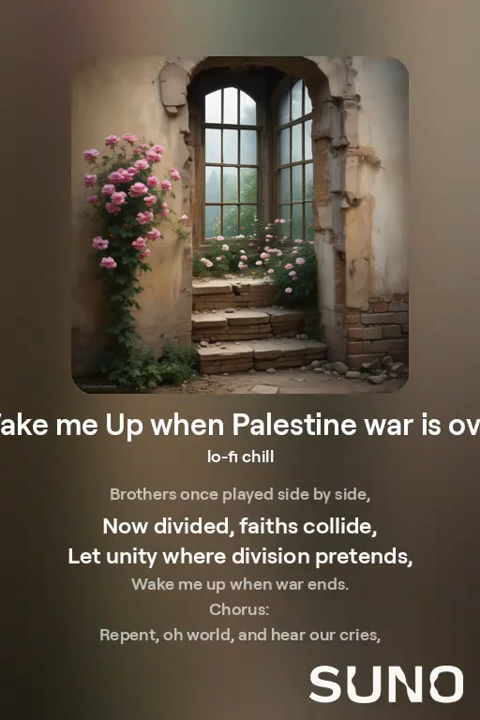 Wake me Up when Palestine war is ov
lo-fi chill
Brothers once played side by side,
Now divided, faiths collide,
Let unity where division pretends,
Wake me up when war ends.
Chorus:
Repent, oh world, and hear our cries,
SUNO